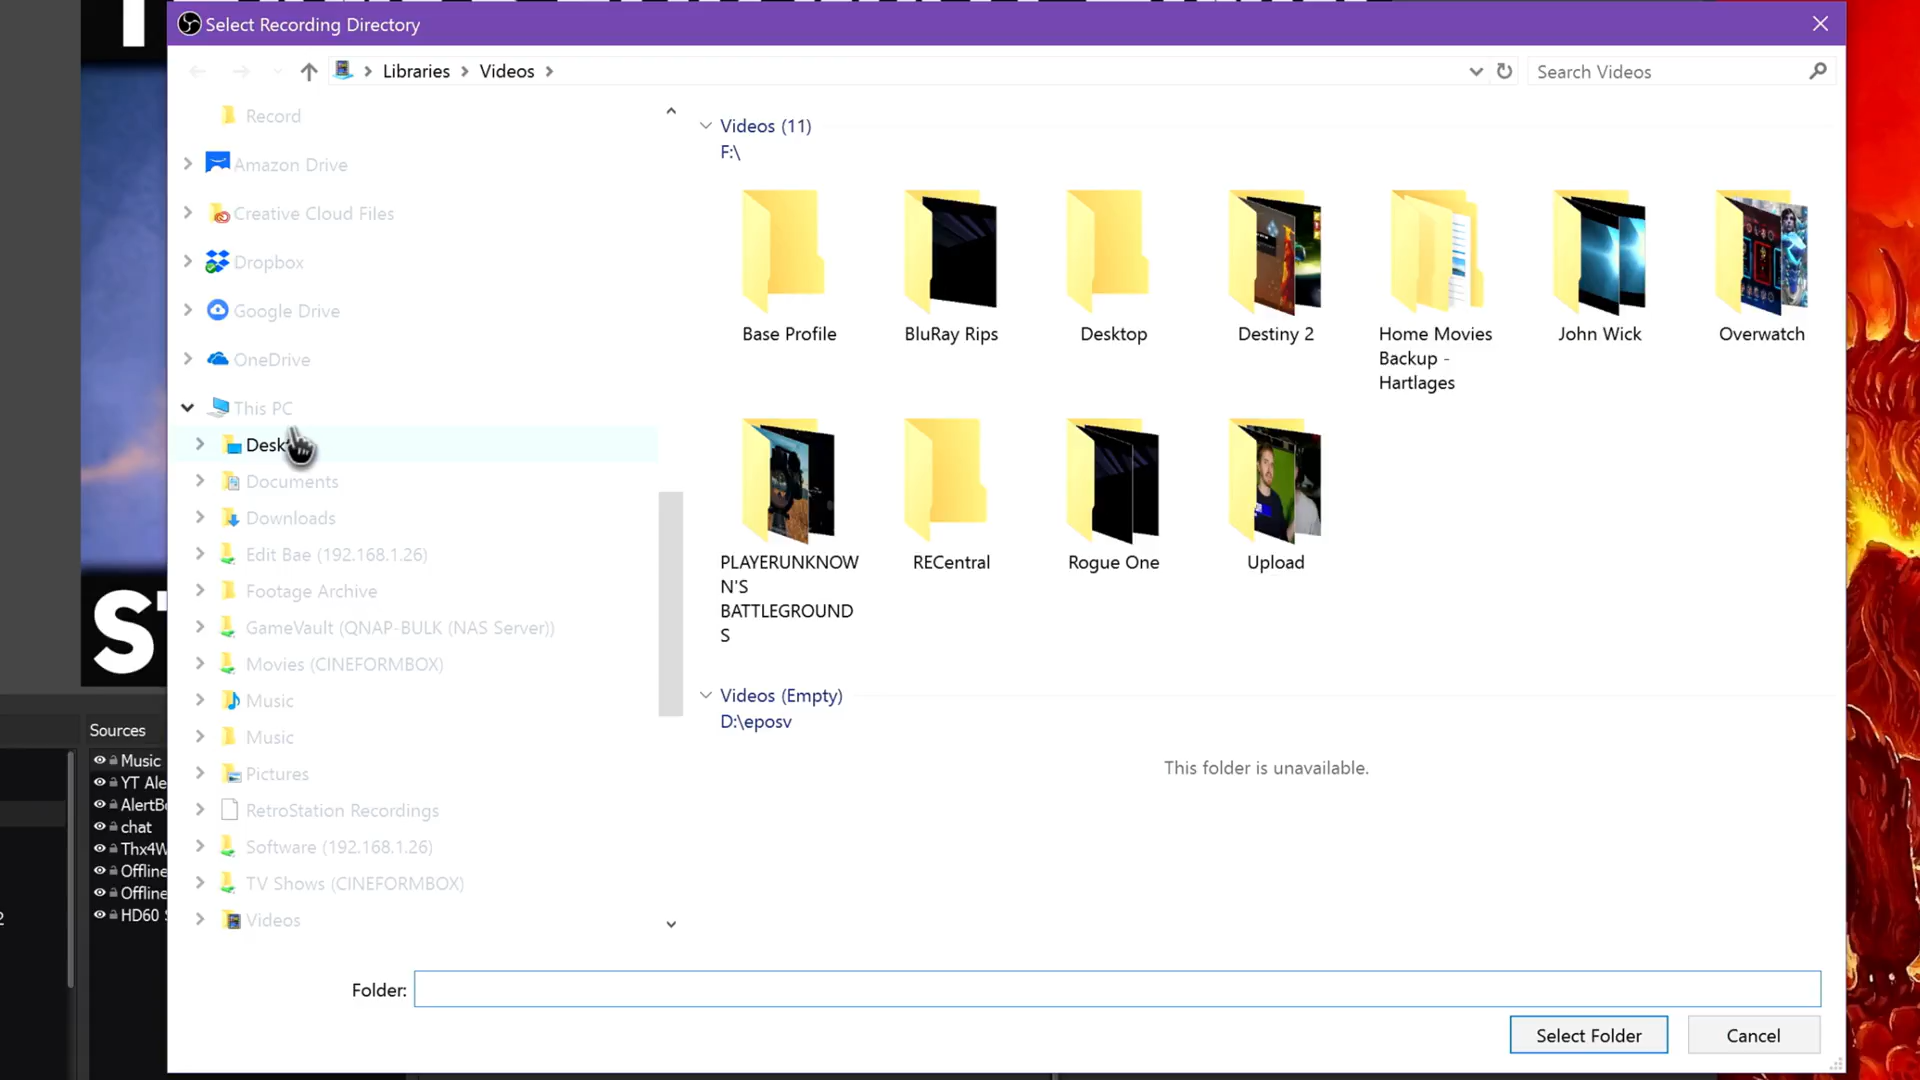 Select Recording Directory
Libraries
Videos
Search Videos
Record
Amazon Drive
Creative Cloud Files
Dropbox
Google Drive
OneDrive
This PC
Documents
Downloads
Edit Bae (192.168.1.26)
Footage Archive
GameVault (QNAP-BULK (NAS Server))
Movies (CINEFORMBOX)
Music
Music
Pictures
RetroStation Recordings
Software (192.168.1.26)
TV Shows (CINEFORMBOX)
Videos
Videos (11)
F:\
Base Profile
BluRay Rips
Desktop
Destiny 2
Home Movies
Backup -
Hartlages
John Wick
Overwatch
PLAYERUNKNOW
N'S
BATTLEGROUND
S
RECentral
Rogue One
Upload
Videos (Empty)
D:\eposv
This folder is unavailable.
Folder:
Select Folder
Cancel
Sources
Music
YT Ale
chat
Thx4W
Offline
Offline
HD60